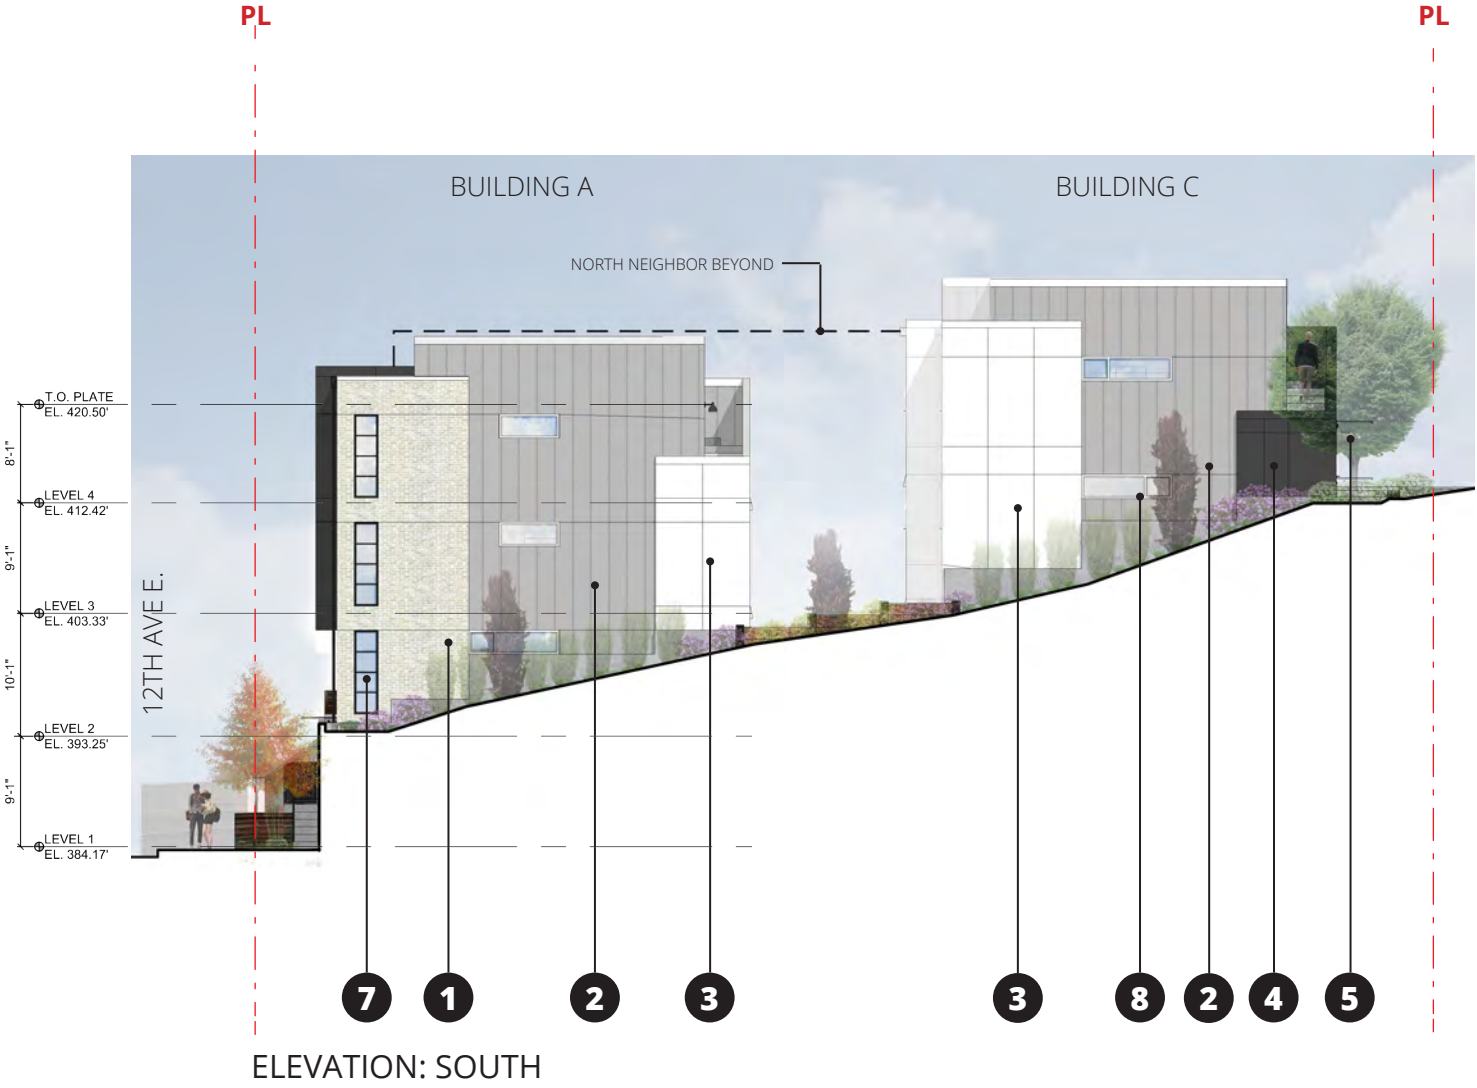 PL
PL
BUILDING A
BUILDING C
NORTH NEIGHBOR BEYOND
T.O. PLATE
EL. 420.50'
8'-1"
LEVEL 4
EL. 412.42'
9'-1"
LEVEL 3
EL. 403.33'
10'-1"
LEVEL 2
EL. 393.25'
9'-1"
LEVEL 1
EL. 384.17'
12TH AVE E.
7
1
2
3
3
8
2
4
5
ELEVATION: SOUTH